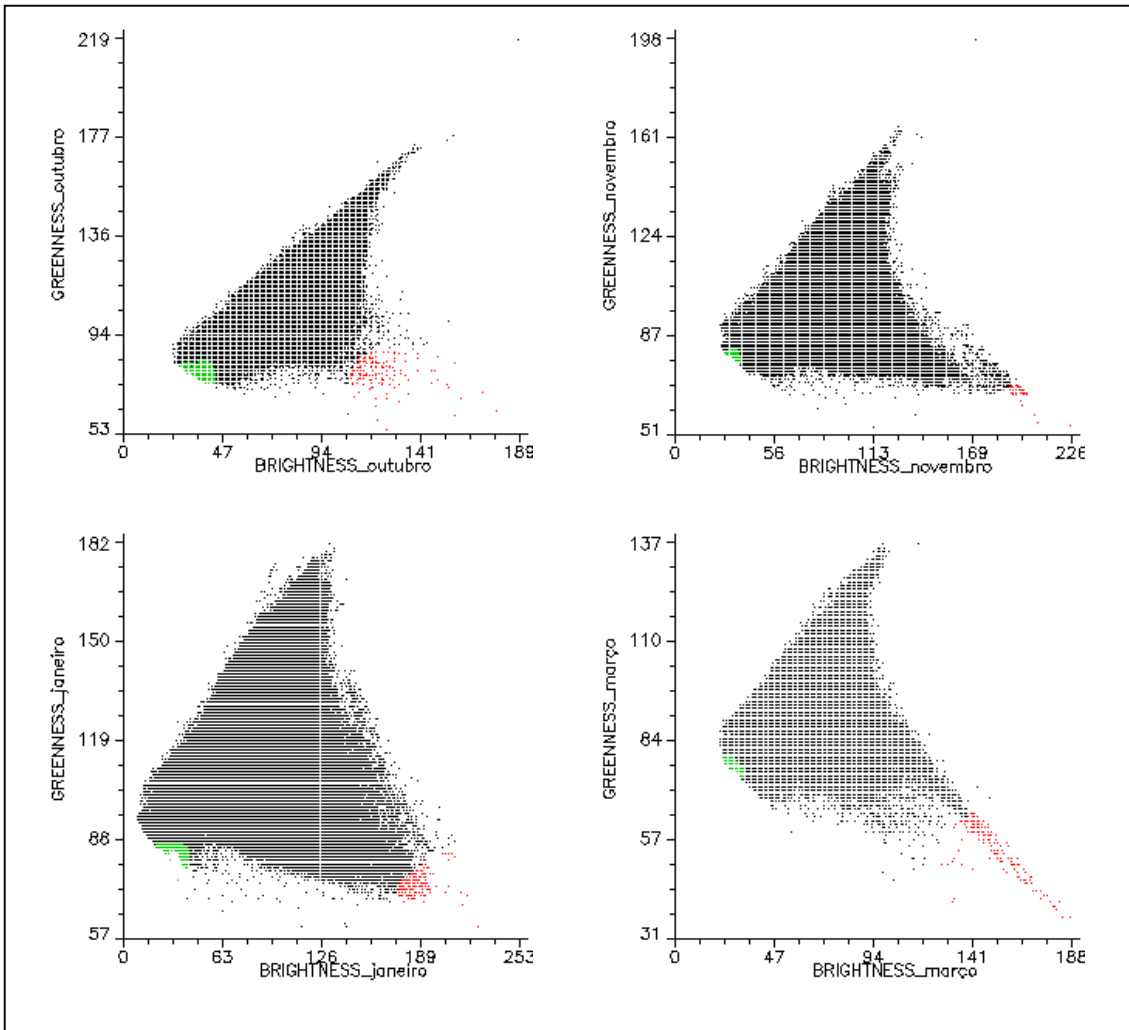 219
177
136
94
53
GREENNESS_outubro
0 47 94 141 189
BRIGHTNESS_outubro
198
161
124
87
51
GREENNESS_novembro
0 56 113 169 226
BRIGHTNESS_novembro
182
150
119
88
57
GREENNESS_janeiro
0 63 126 189 253
BRIGHTNESS_janeiro
137
110
84
57
31
GREENNESS_março
0 47 94 141 188
BRIGHTNESS_março